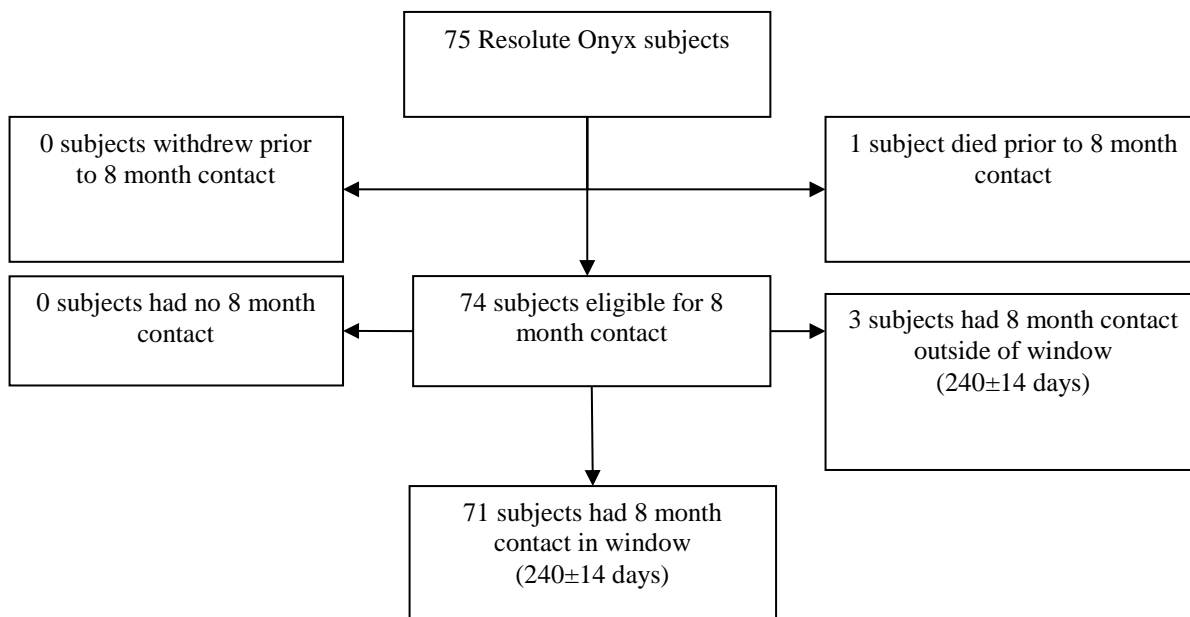 75 Resolute Onyx subjects
0 subjects withdrew prior
to 8 month contact
1 subject died prior to 8 month
contact
0 subjects had no 8 month
contact
74 subjects eligible for 8
month contact
3 subjects had 8 month contact
outside of window
(240±14 days)
71 subjects had 8 month
contact in window
(240±14 days)